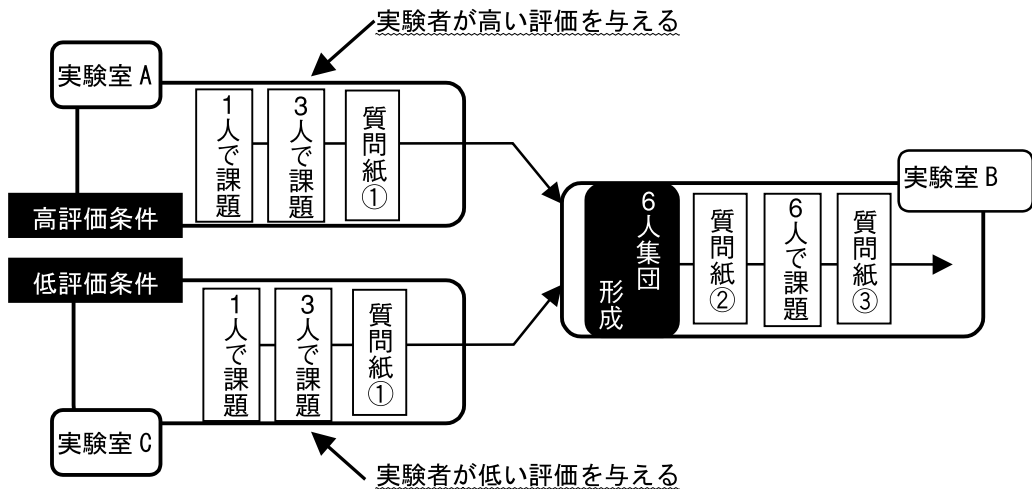 実験者が高い評価を与える
実験室 A
1人で課題
3人で課題
質問紙①
高評価条件
低評価条件
1人で課題
3人で課題
質問紙①
実験室 C
実験者が低い評価を与える
実験室 B
6人集団
形成
質問紙②
6人で課題
質問紙③